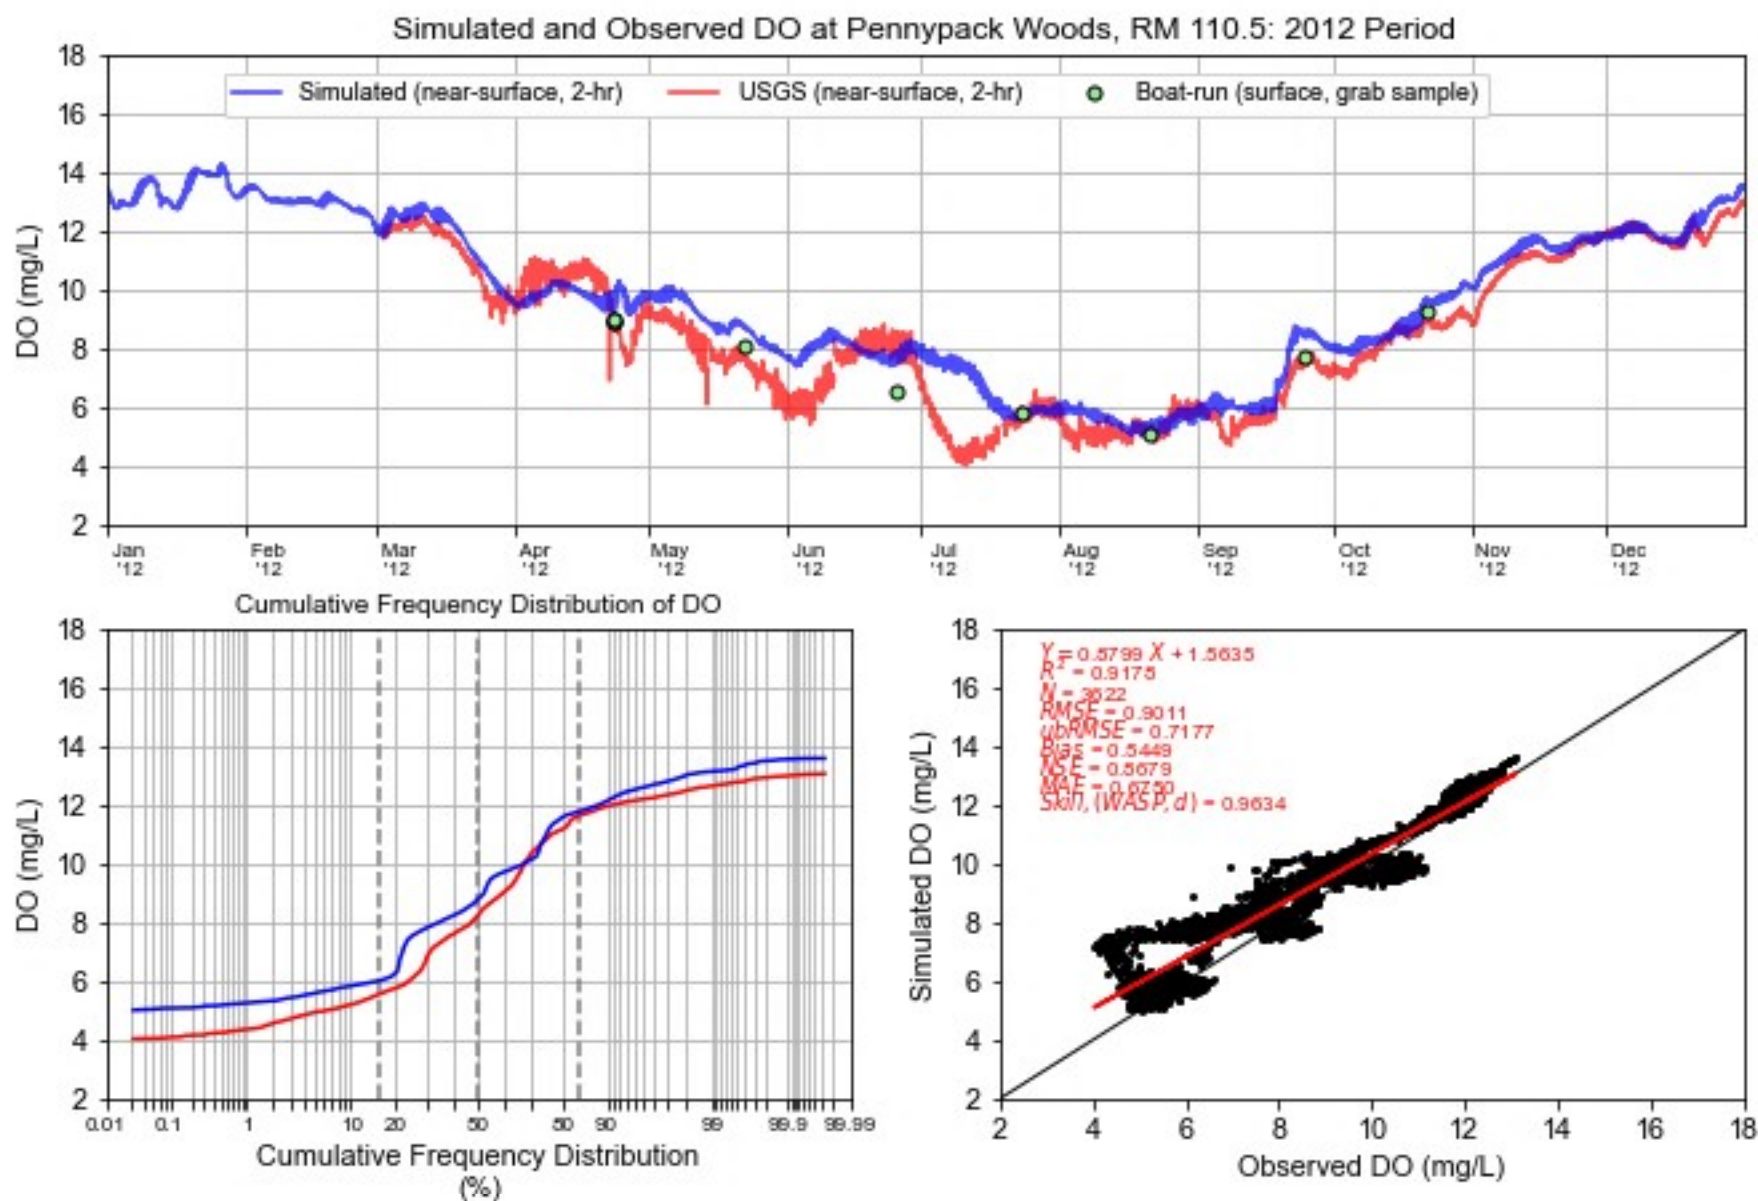 Simulated and Observed DO at Pennypack Woods, RM 110.5: 2012 Period
18
16
14
12
10
8
6
4
2
DO (mg/L)
Simulated (near-surface, 2-hr) USGS (near-surface, 2-hr) Boat-run (surface, grab sample)
Jan Feb Mar Apr May Jun Jul Aug Sep Oct Nov Dec
'12 '12 '12 '12 '12 '12 '12 '12 '12 '12 '12 '12
Cumulative Frequency Distribution of DO
18
16
14
12
10
8
6
4
2
DO (mg/L)
0.01 0.1 1 10 20 50 80 90 99 99.9 99.99
Cumulative Frequency Distribution
(%)
18
16
14
12
10
8
6
4
2
Simulated DO (mg/L)
Y = 0.8799 X + 1.5635
R² = 0.9175
N = 3622
RMSE = 0.9011
ubRMSE = 0.7177
Bias = 0.5449
NSE = 0.8679
MAE = 0.6750
Skill, (WASP, d) = 0.9634
2 4 6 8 1 12 14 16 18
Observed DO (mg/L)